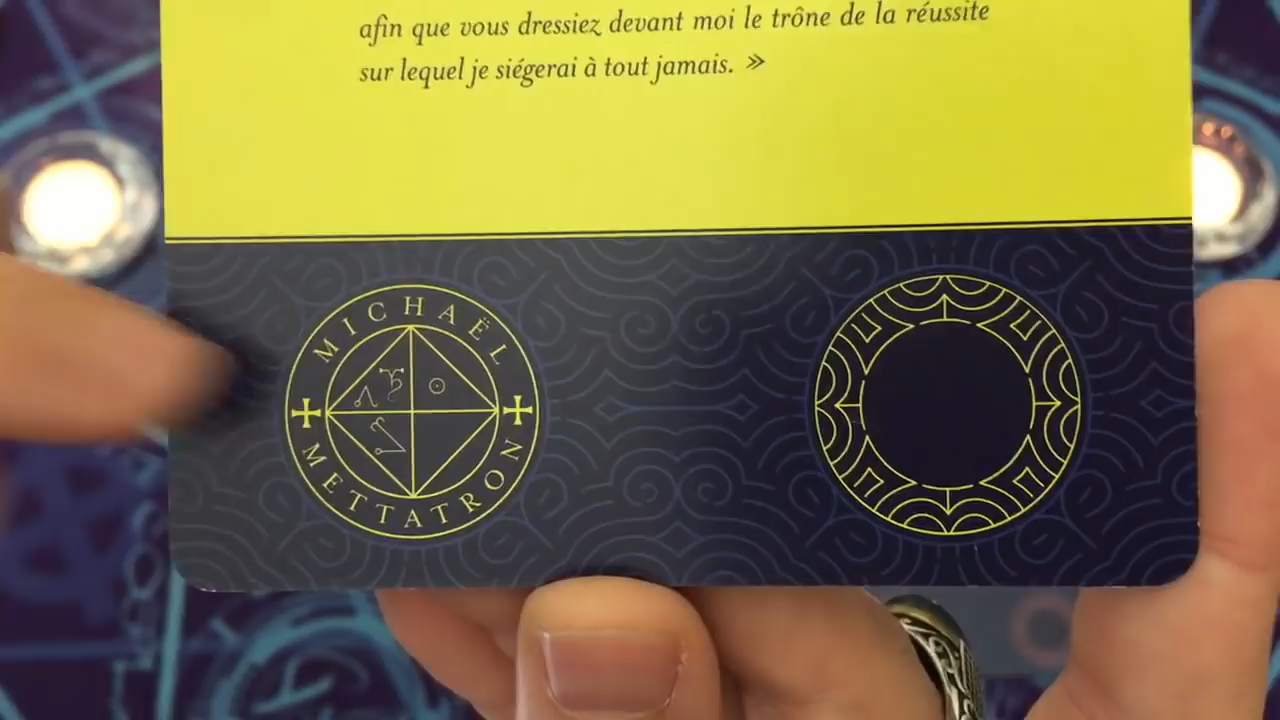 afin que vous dressiez devant moi le trône de la réussite
sur lequel je siégerai à tout jamais. »
MICHAËL
METTATRON